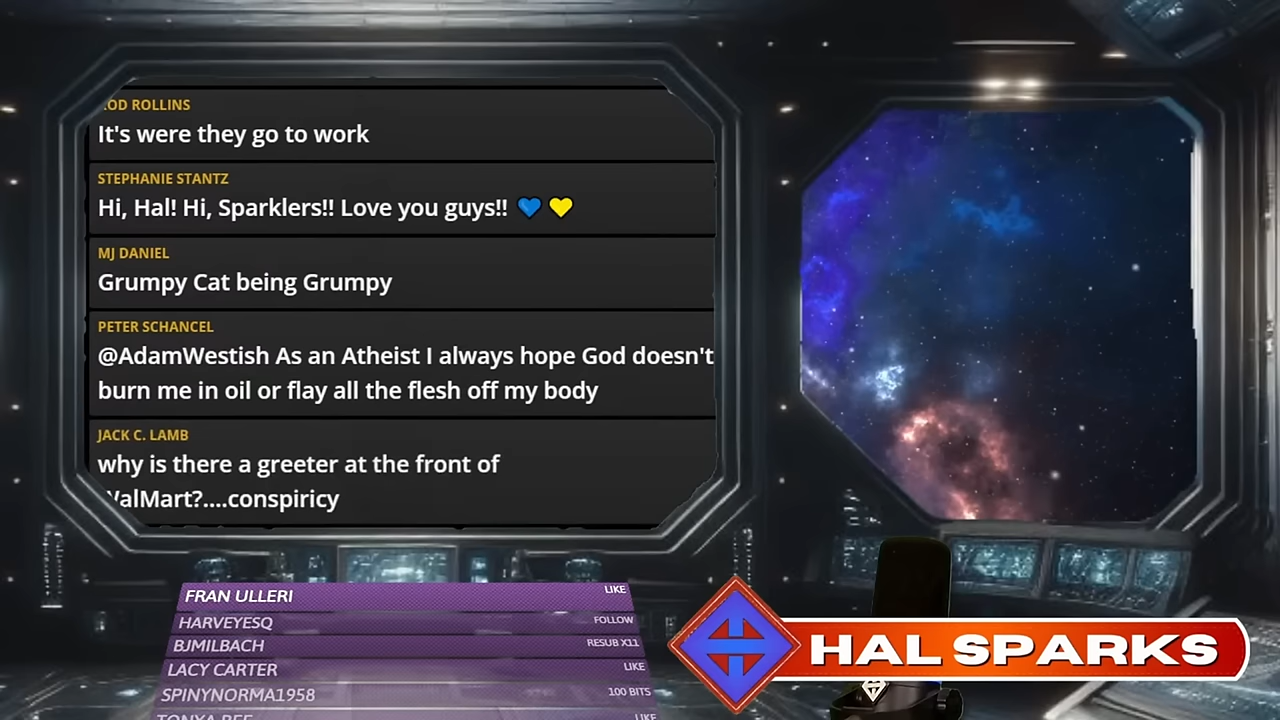 ROD ROLLINS
It's were they go to work
STEPHANIE STANTZ
Hi, Hal! Hi, Sparklers!! Love you guys!! 💙 💛
MJ DANIEL
Grumpy Cat being Grumpy
PETER SCHANCEL
@AdamWestish As an Atheist I always hope God doesn't
burn me in oil or flay all the flesh off my body
JACK C. LAMB
why is there a greeter at the front of
WalMart?....conspiricy
FRAN ULLERI LIKE
HARVEYESQ FOLLOW
BJMILBACH RESUB X11
LACY CARTER LIKE
SPINYNORMA1958 100 BITS
TONYA LIKE
HAL SPARKS